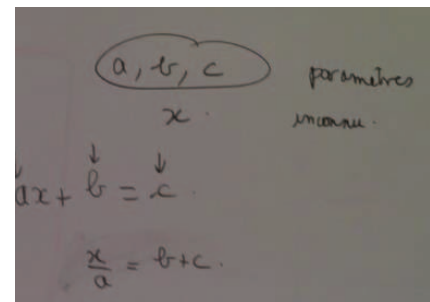 a, b, c paramètres
x. inconnu.
ax + b = c.
x/a = b+c.